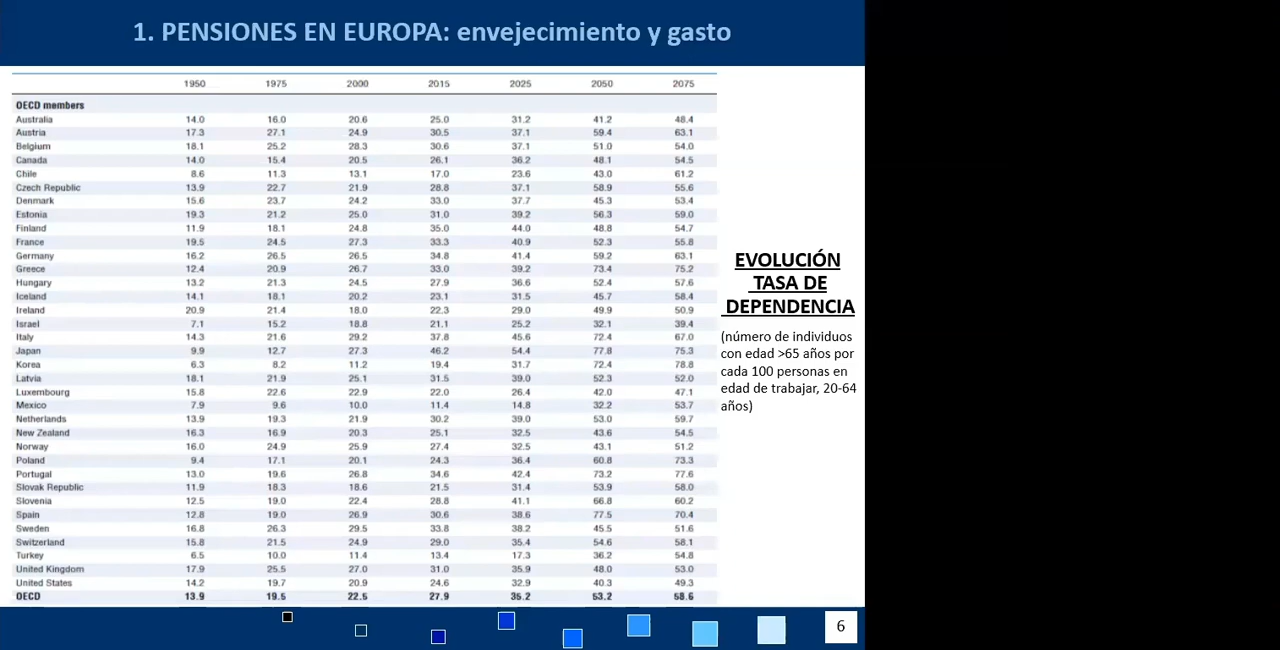 1. PENSIONES EN EUROPA: envejecimiento y gasto
1950 1975 2000 2015 2025 2050 2075
OECD members
Australia 14.0 16.0 20.6 25.0 31.2 41.2 48.4
Austria 17.3 27.1 24.9 30.5 37.1 59.4 63.1
Belgium 18.1 25.2 28.3 30.6 37.1 51.0 54.0
Canada 14.0 15.4 20.5 26.1 36.2 48.1 54.5
Chile 8.6 11.3 13.1 17.0 23.6 43.0 61.2
Czech Republic 13.9 22.7 21.9 28.8 37.1 58.9 55.6
Denmark 15.6 23.7 24.2 33.0 37.7 45.3 53.4
Estonia 19.3 21.2 25.0 31.0 39.2 56.3 59.0
Finland 11.9 18.1 24.8 35.0 44.0 48.8 54.7
France 19.5 24.5 27.3 33.3 40.9 52.3 55.8
Germany 16.2 26.5 26.5 34.8 41.4 59.2 63.1
Greece 12.4 20.9 26.7 33.0 39.2 73.4 75.2
Hungary 13.2 21.3 24.5 27.9 36.6 52.4 57.6
Iceland 14.1 18.1 20.2 23.1 31.5 45.7 58.4
Ireland 20.9 21.4 18.0 22.3 29.0 49.9 50.9
Israel 7.1 15.2 18.8 21.1 25.2 32.1 39.4
Italy 14.3 21.6 29.2 37.8 45.6 72.4 67.0
Japan 9.9 12.7 27.3 46.2 54.4 77.8 75.3
Korea 6.3 8.2 11.2 19.4 31.7 72.4 78.8
Latvia 18.1 21.9 25.1 31.5 39.0 52.3 52.0
Luxembourg 15.8 22.6 22.9 22.0 26.4 42.0 47.1
Mexico 7.9 9.6 10.0 11.4 14.8 32.2 53.7
Netherlands 13.9 19.3 21.9 30.2 39.0 53.0 59.7
New Zealand 16.3 16.9 20.3 25.1 32.5 43.6 54.5
Norway 16.0 24.9 25.9 27.4 32.5 43.1 51.2
Poland 9.4 17.1 20.1 24.3 36.4 60.8 73.3
Portugal 13.0 19.6 26.8 34.6 42.4 73.2 77.6
Slovak Republic 11.9 18.3 18.6 21.5 31.4 53.9 58.0
Slovenia 12.5 19.0 22.4 28.8 41.1 66.8 60.2
Spain 12.8 19.0 26.9 30.6 38.6 77.5 70.4
Sweden 16.8 26.3 29.5 33.8 38.2 45.5 51.6
Switzerland 15.8 21.5 24.9 29.0 35.4 54.6 58.1
Turkey 6.5 10.0 11.4 13.4 17.3 36.2 54.8
United Kingdom 17.9 25.5 27.0 31.0 35.9 48.0 53.0
United States 14.2 19.7 20.9 24.6 32.9 40.3 49.3
OECD 13.9 19.5 22.5 27.9 35.2 53.2 58.6
EVOLUCIÓN
TASA DE
DEPENDENCIA
(número de individuos
con edad >65 años por
cada 100 personas en
edad de trabajar, 20-64
años)
6